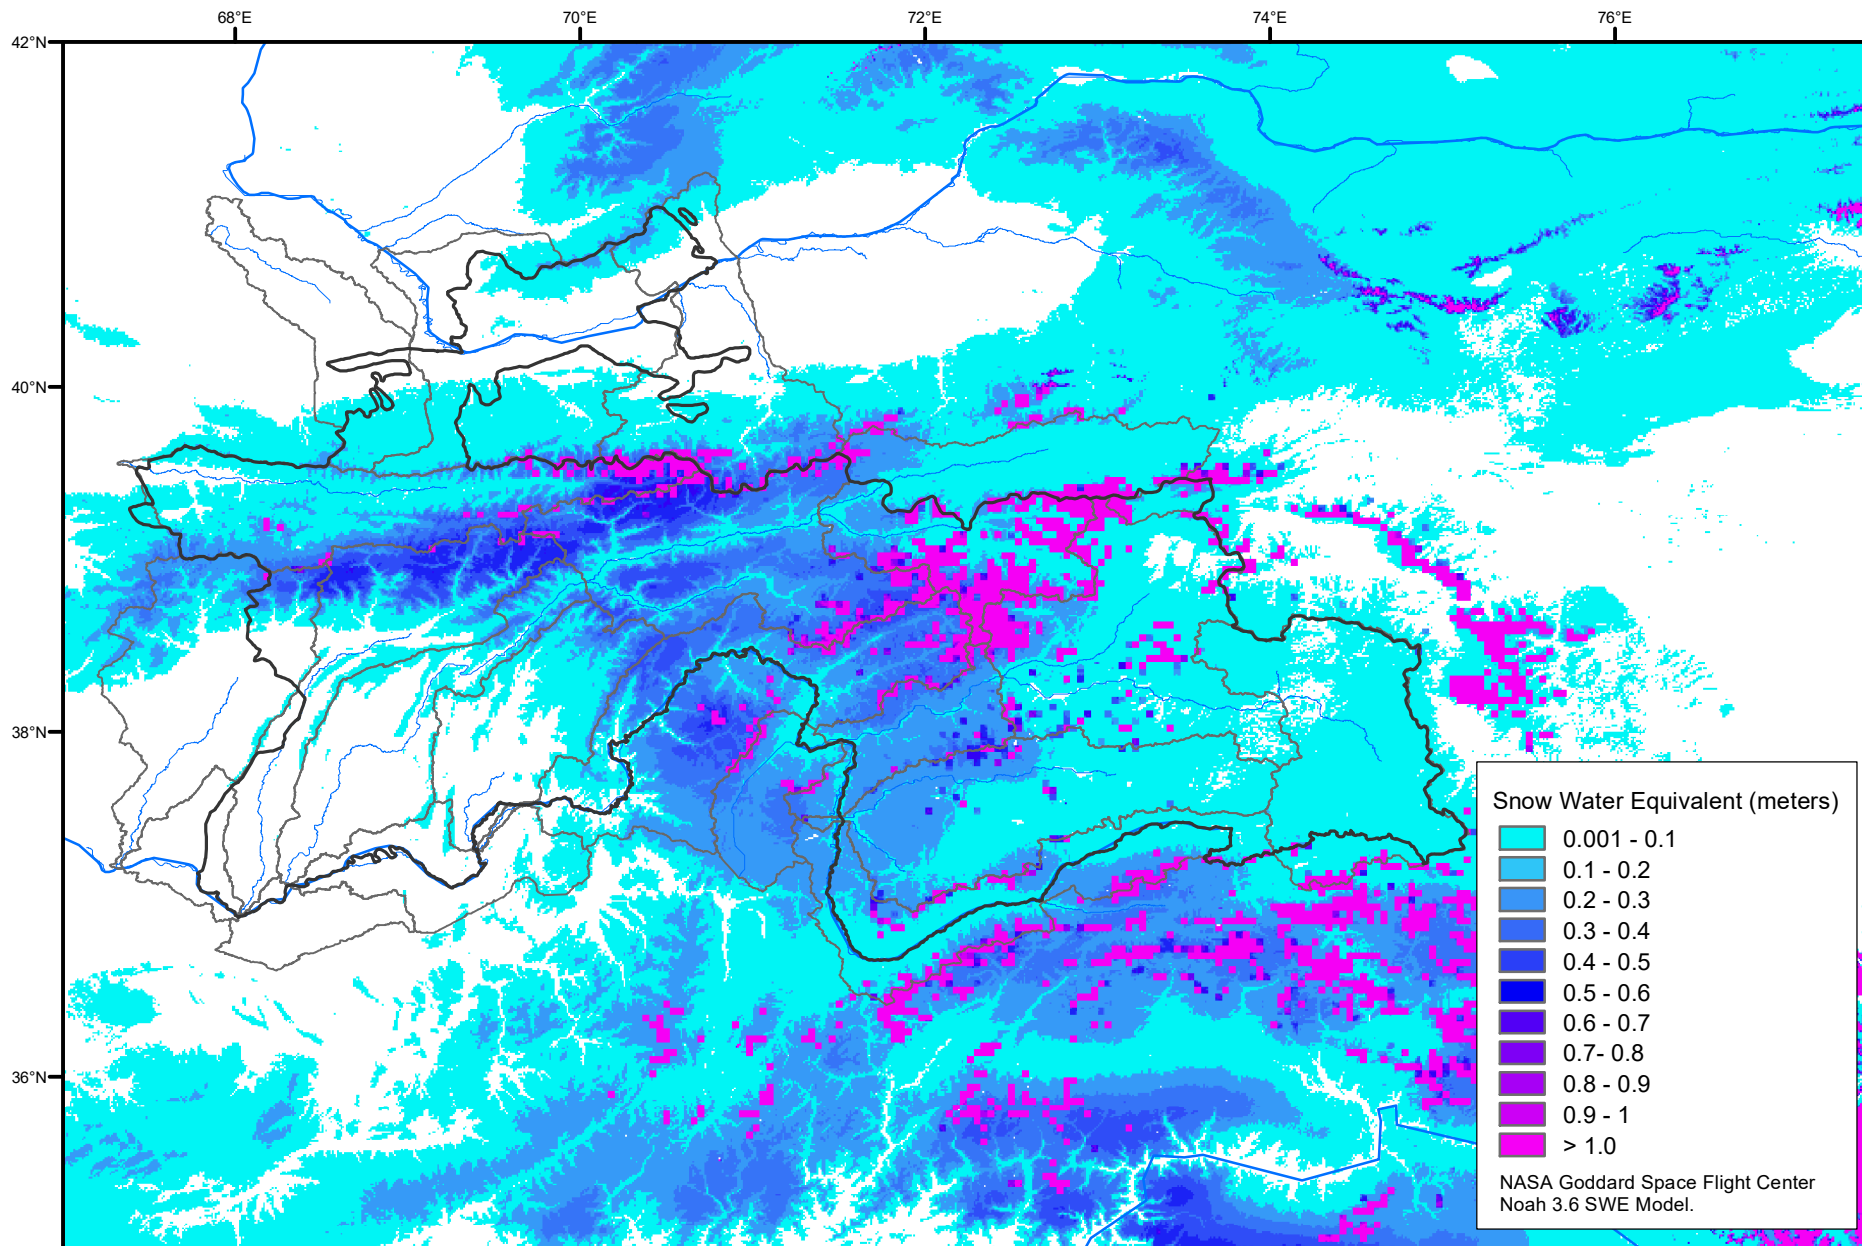 68°E 70°E 72°E 74°E 76°E
42°N
40°N
38°N
36°N
Snow Water Equivalent (meters)
0.001 - 0.1
0.1 - 0.2
0.2 - 0.3
0.3 - 0.4
0.4 - 0.5
0.5 - 0.6
0.6 - 0.7
0.7- 0.8
0.8 - 0.9
0.9 - 1
> 1.0
NASA Goddard Space Flight Center
Noah 3.6 SWE Model.